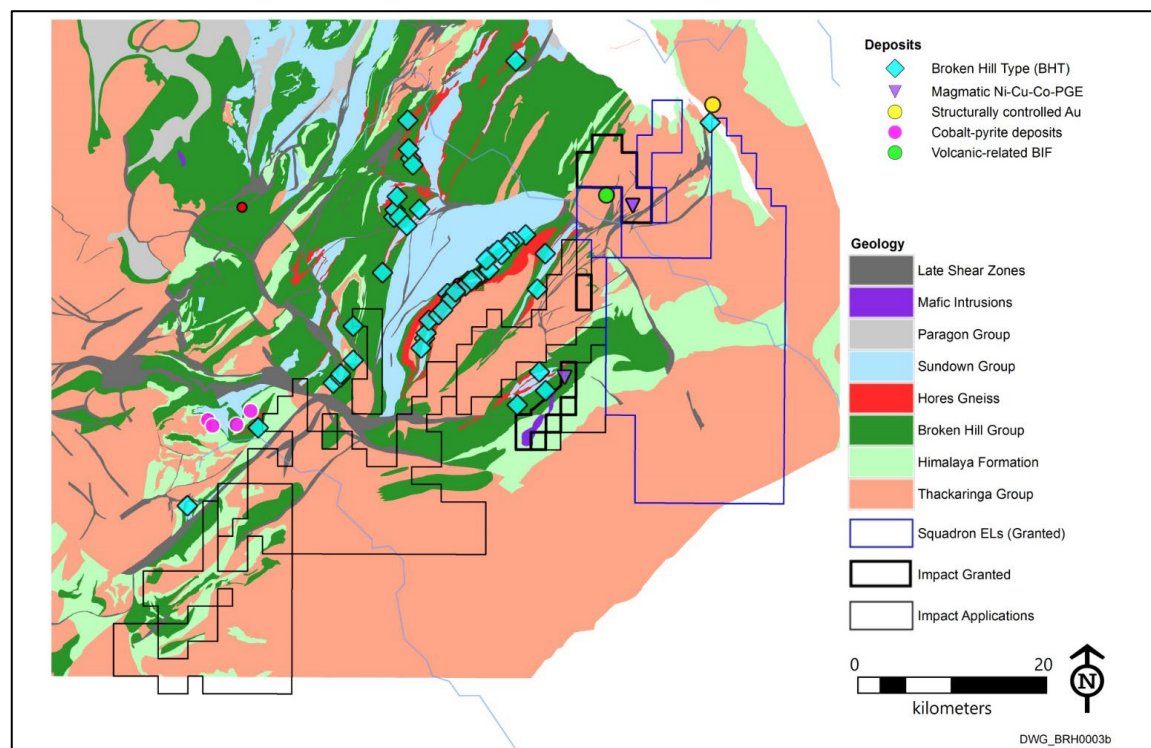 Deposits
Broken Hill Type (BHT)
Magmatic Ni-Cu-Co-PGE
Structurally controlled Au
Cobalt-pyrite deposits
Volcanic-related BIF
Geology
Late Shear Zones
Mafic Intrusions
Paragon Group
Sundown Group
Hores Gneiss
Broken Hill Group
Himalaya Formation
Thackaringa Group
Squadron ELs (Granted)
Impact Granted
Impact Applications
0 20
kilometers
N
DWG_BRH0003b